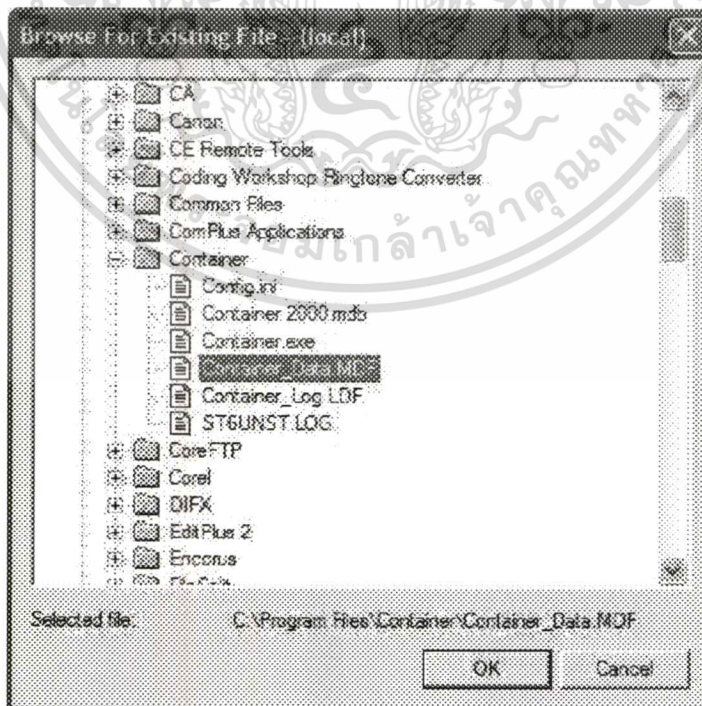 Browse For Existing File - (local)
CA
Canon
CE Remote Tools
Coding Workshop Ringtone Converter
Common Files
ComPlus Applications
Container
Config.ini
Container 2000.mdb
Container.exe
Container_Data.MDF
Container_Log.LDF
ST6UNST.LOG
CoreFTP
Corel
DIFX
EditPlus 2
Encorus
Selected file: C:\Program Files\Container\Container_Data.MDF
OK Cancel